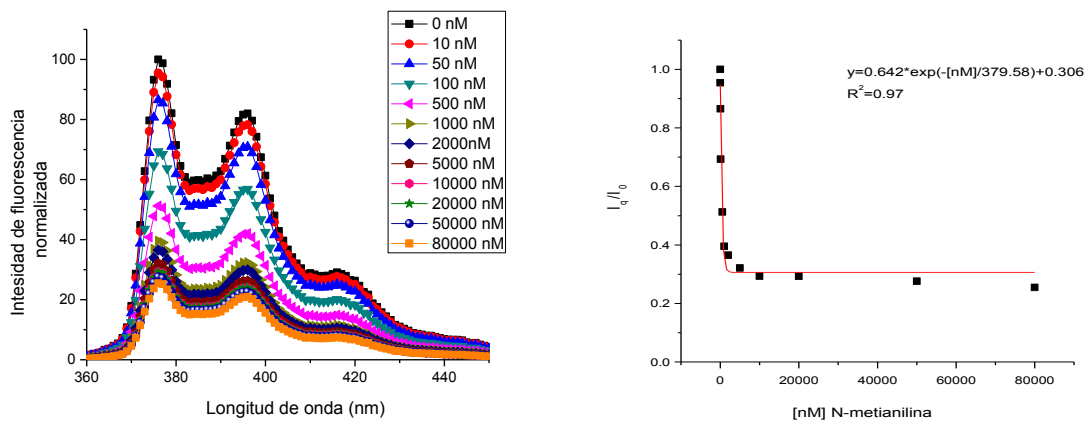 Intesidad de fluorescencia
normalizada
100
80
60
40
20
0
360
380
400
420
440
Longitud de onda (nm)
0 nM
10 nM
50 nM
100 nM
500 nM
1000 nM
2000nM
5000 nM
10000 nM
20000 nM
50000 nM
80000 nM
I_q/I_0
1.0
0.8
0.6
0.4
0.2
0.0
0
20000
40000
60000
80000
[nM] N-metianilina
y=0.642*exp(-[nM]/379.58)+0.306
R²=0.97